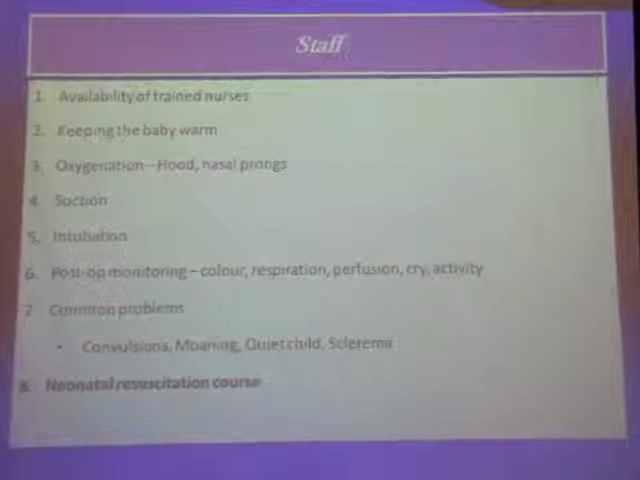 Staff
1. Availability of trained nurses
2. Keeping the baby warm
3. Oxygenation – Hood, nasal prongs
4. Suction
5. Intubation
6. Post-op monitoring – colour, respiration, perfusion, cry, activity
7. Common problems
• Convulsions, Moaning, Quiet child, Sclerema
8. Neonatal resuscitation course